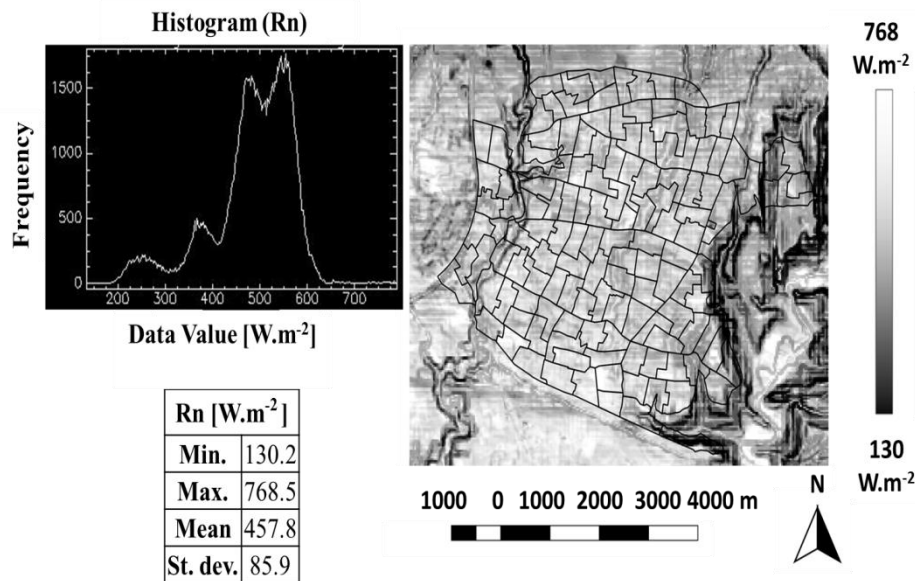 Histogram (Rn)
Frequency
1500
1000
500
0
200 300 400 500 600 700
Data Value [W.m-2]
Rn [W.m-2]
Min. 130.2
Max. 768.5
Mean 457.8
St. dev. 85.9
768
W.m-2
130
W.m-2
1000 0 1000 2000 3000 4000 m
N